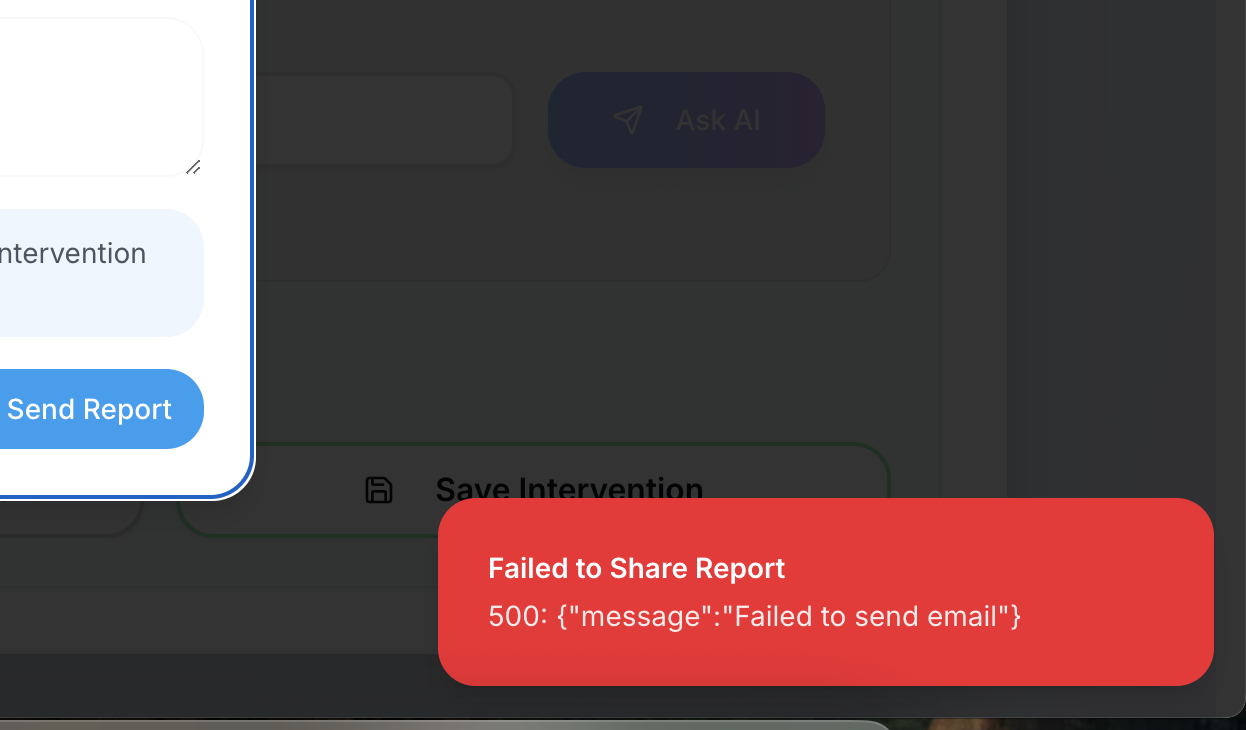 Ask AI
ntervention
Send Report
Save Intervention
Failed to Share Report
500: {"message":"Failed to send email"}